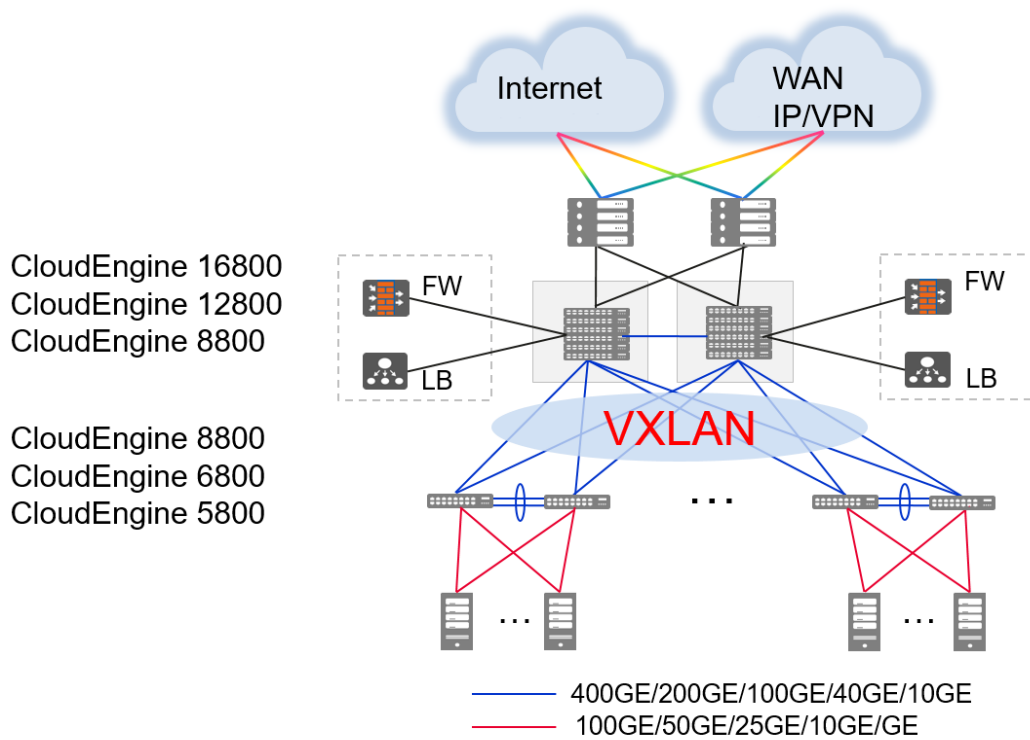 Internet
WAN
IP/VPN
CloudEngine 16800
CloudEngine 12800
CloudEngine 8800
FW
LB
FW
LB
VXLAN
CloudEngine 8800
CloudEngine 6800
CloudEngine 5800
...
...
...
400GE/200GE/100GE/40GE/10GE
100GE/50GE/25GE/10GE/GE